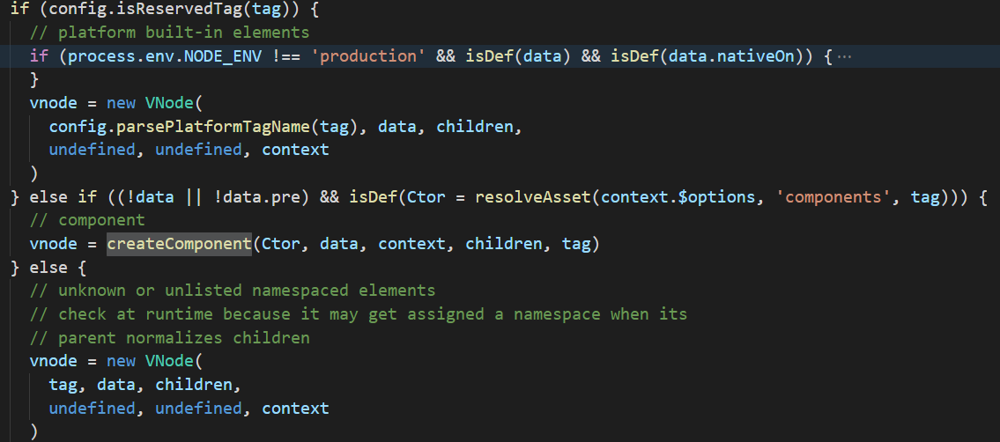 if (config.isReservedTag(tag)) {
  // platform built-in elements
  if (process.env.NODE_ENV !== 'production' && isDef(data) && isDef(data.nativeOn)) {···
  }
  vnode = new VNode(
    config.parsePlatformTagName(tag), data, children,
    undefined, undefined, context
  )
} else if ((!data || !data.pre) && isDef(Ctor = resolveAsset(context.$options, 'components', tag))) {
  // component
  vnode = createComponent(Ctor, data, context, children, tag)
} else {
  // unknown or unlisted namespaced elements
  // check at runtime because it may get assigned a namespace when its
  // parent normalizes children
  vnode = new VNode(
    tag, data, children,
    undefined, undefined, context
  )